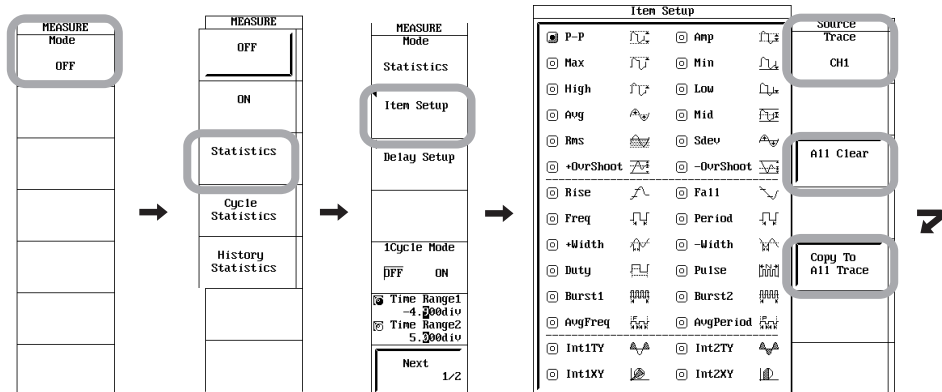 MEASURE
Mode
OFF
MEASURE
OFF
ON
Statistics
Cycle
Statistics
History
Statistics
MEASURE
Mode
Statistics
Item Setup
Delay Setup
1Cycle Mode
OFF ON
Time Range1
-4.00div
Time Range2
5.00div
Next
1/2
Item Setup
P-P Amp
Max Min
High Low
Avg Mid
Rms Sdev
+OvrShoot -OvrShoot
Rise Fall
Freq Period
+Width -Width
Duty Pulse
Burst1 Burst2
AvgFreq AvgPeriod
Int1TY Int2TY
Int1XY Int2XY
Source
Trace
CH1
All Clear
Copy To
All Trace